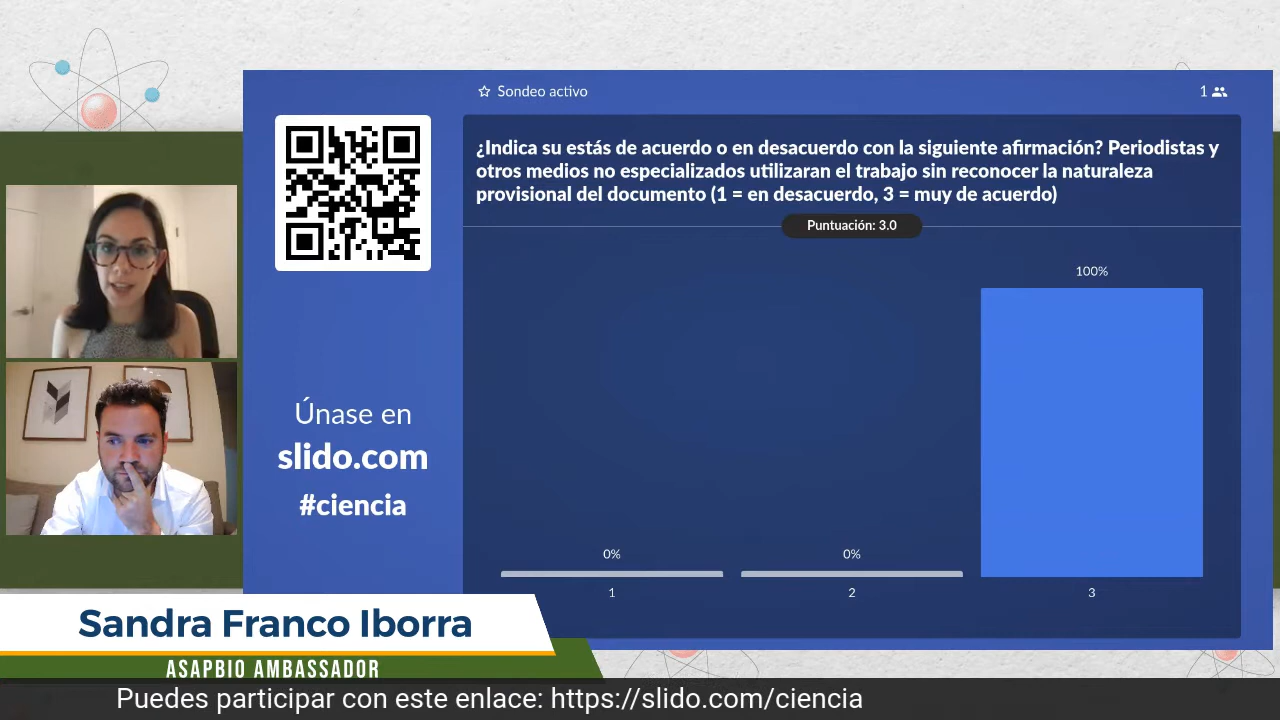 Sondeo activo
1
¿Indica su estás de acuerdo o en desacuerdo con la siguiente afirmación? Periodistas y
otros medios no especializados utilizaran el trabajo sin reconocer la naturaleza
provisional del documento (1 = en desacuerdo, 3 = muy de acuerdo)
Puntuación: 3.0
100%
0%
0%
1
2
3
Únase en
slido.com
#ciencia
Sandra Franco Iborra
ASAPBIO AMBASSADOR
Puedes participar con este enlace: https://slido.com/ciencia